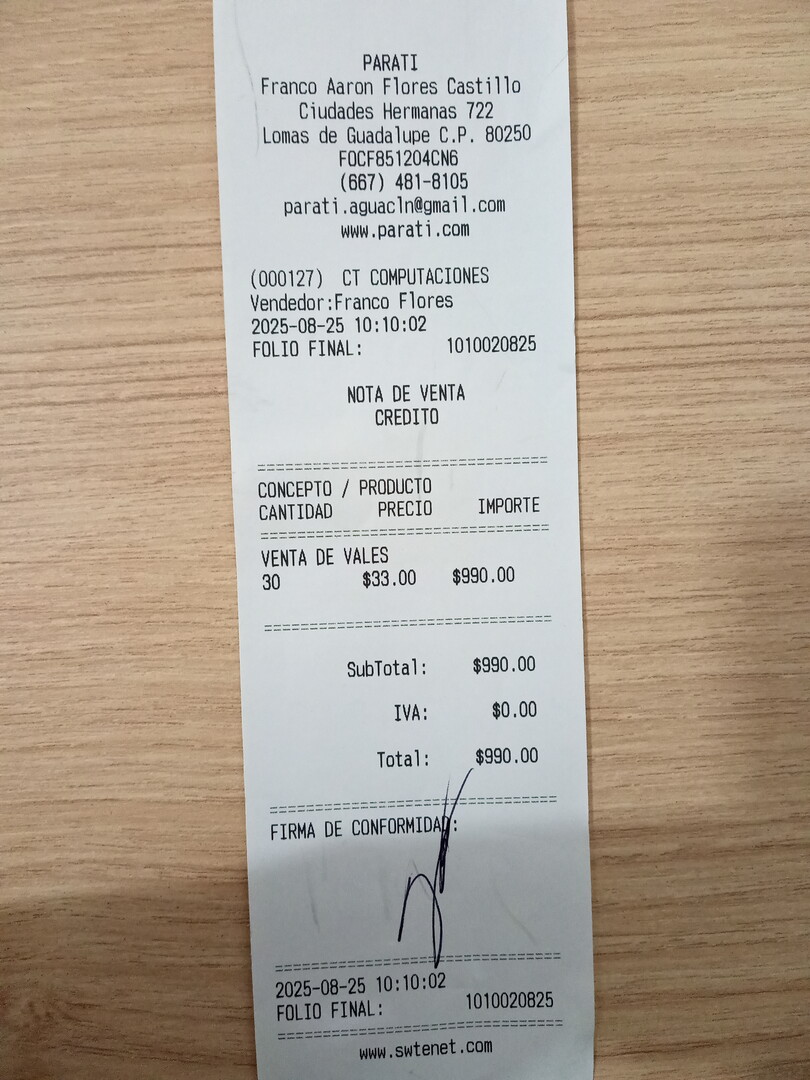 PARATI
Franco Aaron Flores Castillo
Ciudades Hermanas 722
Lomas de Guadalupe C.P. 80250
FOCF851204CN6
(667) 481-8105
parati.aguacln@gmail.com
www.parati.com
(000127) CT COMPUTACIONES
Vendedor:Franco Flores
2025-08-25 10:10:02
FOLIO FINAL: 1010020825
NOTA DE VENTA
CREDITO
CONCEPTO / PRODUCTO
CANTIDAD PRECIO IMPORTE
VENTA DE VALES
30 $33.00 $990.00
SubTotal: $990.00
IVA: $0.00
Total: $990.00
FIRMA DE CONFORMIDAD:
2025-08-25 10:10:02
FOLIO FINAL: 1010020825
www.swtenet.com